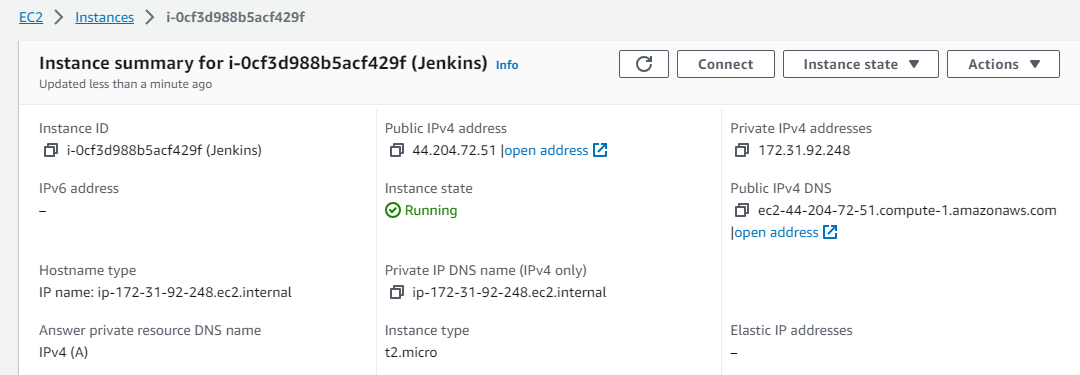 EC2 > Instances > i-0cf3d988b5acf429f
Instance summary for i-0cf3d988b5acf429f (Jenkins) Info
Updated less than a minute ago
Connect
Instance state
Actions
Instance ID
i-0cf3d988b5acf429f (Jenkins)
Public IPv4 address
44.204.72.51 |open address
Private IPv4 addresses
172.31.92.248
IPv6 address
–
Instance state
Running
Public IPv4 DNS
ec2-44-204-72-51.compute-1.amazonaws.com
|open address
Hostname type
IP name: ip-172-31-92-248.ec2.internal
Private IP DNS name (IPv4 only)
ip-172-31-92-248.ec2.internal
Answer private resource DNS name
IPv4 (A)
Instance type
t2.micro
Elastic IP addresses
–